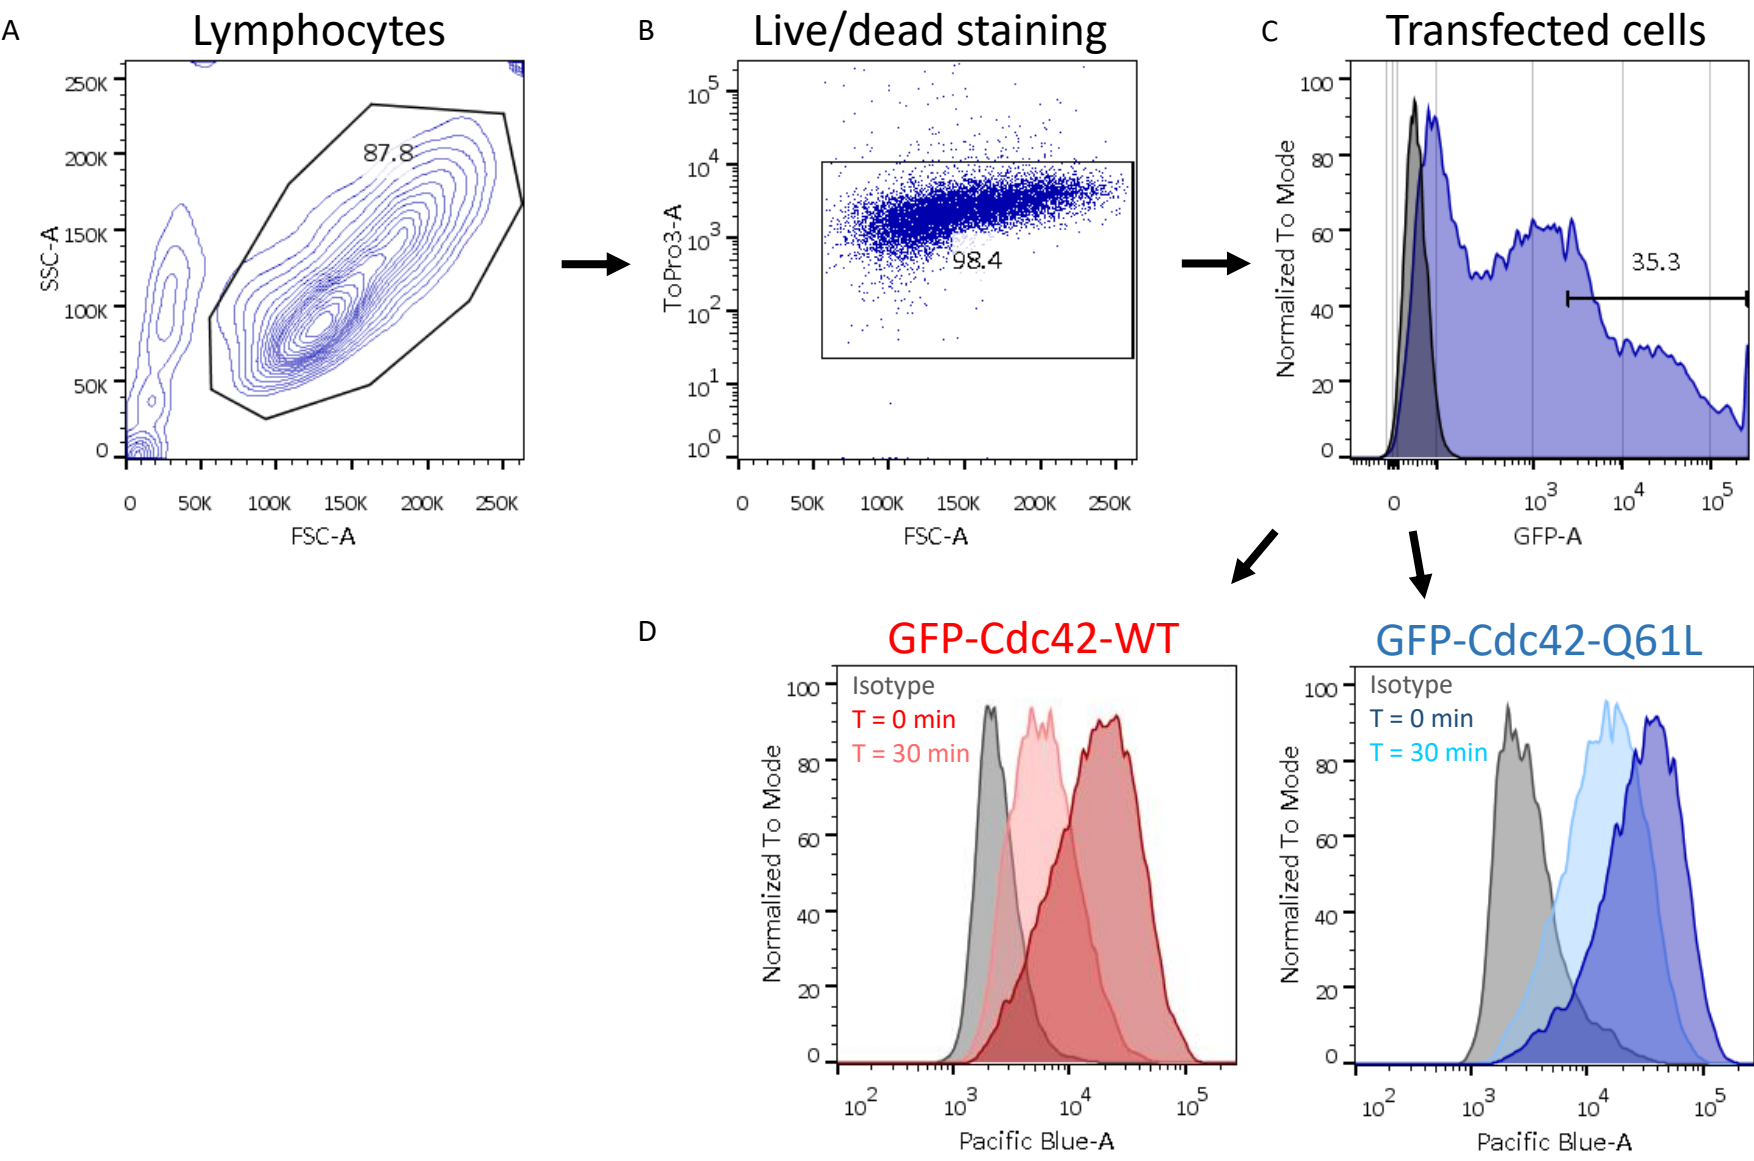 A
Lymphocytes
250K
200K
150K
100K
50K
0
SSC-A
87.8
0 50K 100K 150K 200K 250K
FSC-A
B
Live/dead staining
10^5
10^4
10^3
10^2
10^1
10^0
ToPro3-A
98.4
0 50K 100K 150K 200K 250K
FSC-A
C
Transfected cells
100
80
60
40
20
0
Normalized To Mode
35.3
0 10^3 10^4 10^5
GFP-A
D
GFP-Cdc42-WT
Isotype
T = 0 min
T = 30 min
100
80
60
40
20
0
Normalized To Mode
10^2 10^3 10^4 10^5
Pacific Blue-A
GFP-Cdc42-Q61L
Isotype
T = 0 min
T = 30 min
100
80
60
40
20
0
Normalized To Mode
10^2 10^3 10^4 10^5
Pacific Blue-A